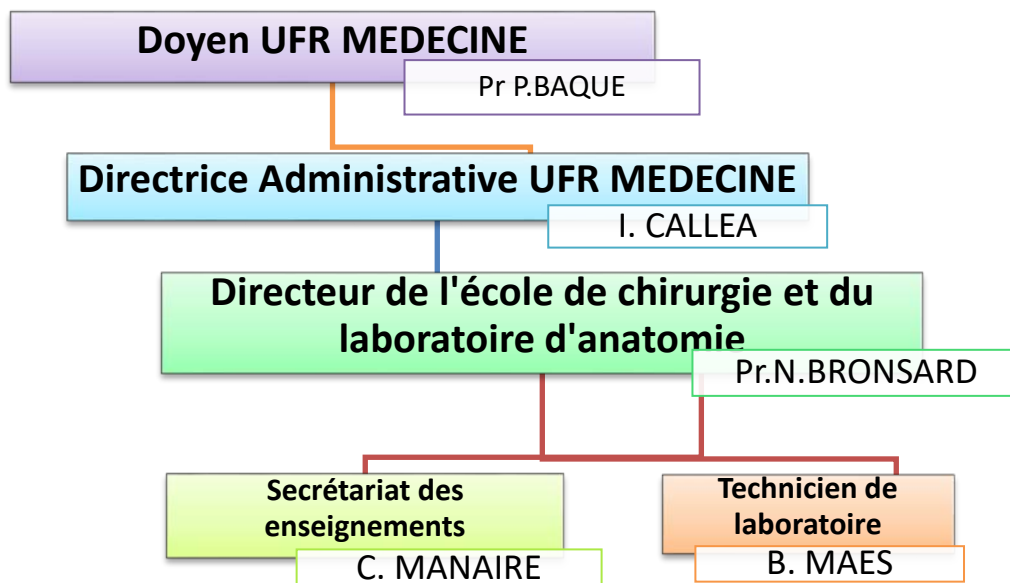 Doyen UFR MEDECINE
Pr P.BAQUE
Directrice Administrative UFR MEDECINE
I. CALLEA
Directeur de l'école de chirurgie et du
laboratoire d'anatomie
Pr.N.BRONSARD
Secrétariat des
enseignements
C. MANAIRE
Technicien de
laboratoire
B. MAES